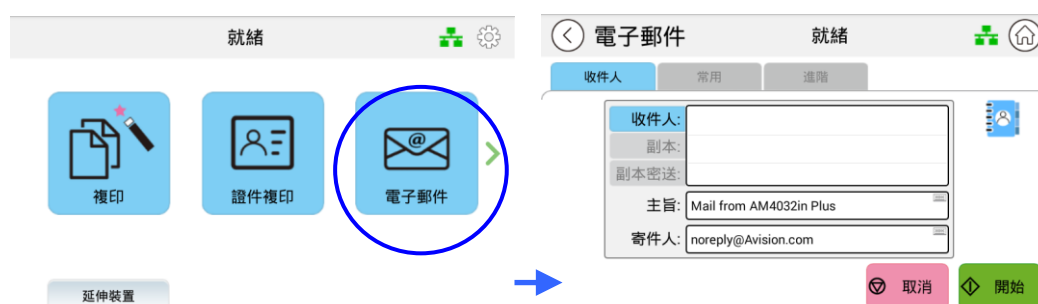 就緒
複印
證件複印
@
電子郵件
延伸裝置
電子郵件
就緒
收件人
常用
進階
收件人:
副本:
副本密送:
主旨: Mail from AM4032in Plus
寄件人: noreply@Avision.com
取消
開始